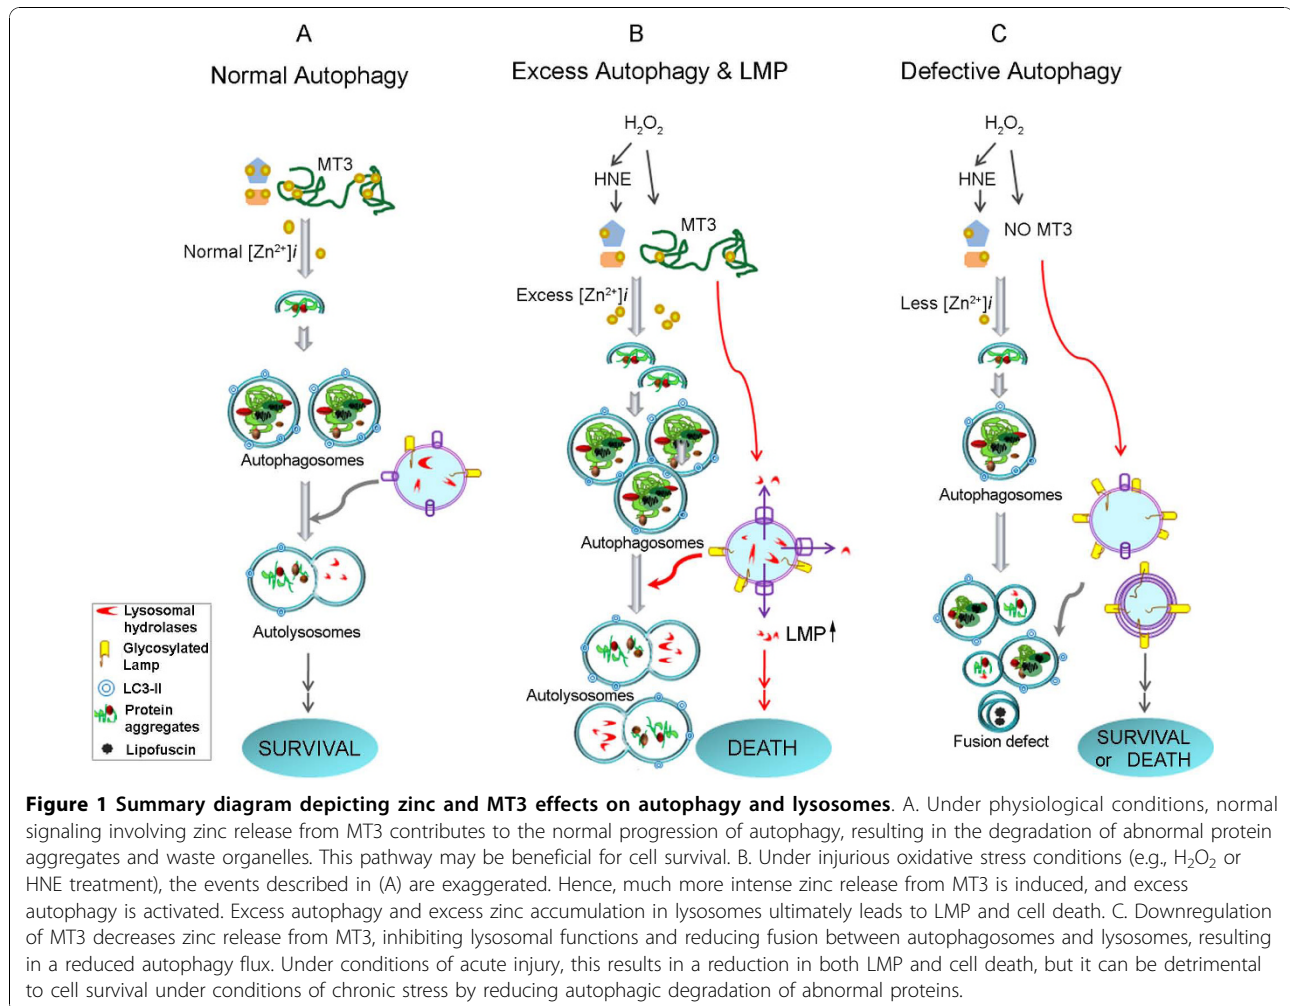 A
Normal Autophagy
MT3
Normal [Zn²⁺]i
Autophagosomes
Autolysosomes
SURVIVAL
Lysosomal
hydrolases
Glycosylated
Lamp
LC3-II
Protein
aggregates
Lipofuscin
B
Excess Autophagy & LMP
H₂O₂
HNE
MT3
Excess [Zn²⁺]i
Autophagosomes
LMP
Autolysosomes
DEATH
C
Defective Autophagy
H₂O₂
HNE
NO MT3
Less [Zn²⁺]i
Autophagosomes
Fusion defect
SURVIVAL
or DEATH
Figure 1 Summary diagram depicting zinc and MT3 effects on autophagy and lysosomes. A. Under physiological conditions, normal
signaling involving zinc release from MT3 contributes to the normal progression of autophagy, resulting in the degradation of abnormal protein
aggregates and waste organelles. This pathway may be beneficial for cell survival. B. Under injurious oxidative stress conditions (e.g., H₂O₂ or
HNE treatment), the events described in (A) are exaggerated. Hence, much more intense zinc release from MT3 is induced, and excess
autophagy is activated. Excess autophagy and excess zinc accumulation in lysosomes ultimately leads to LMP and cell death. C. Downregulation
of MT3 decreases zinc release from MT3, inhibiting lysosomal functions and reducing fusion between autophagosomes and lysosomes, resulting
in a reduced autophagy flux. Under conditions of acute injury, this results in a reduction in both LMP and cell death, but it can be detrimental
to cell survival under conditions of chronic stress by reducing autophagic degradation of abnormal proteins.